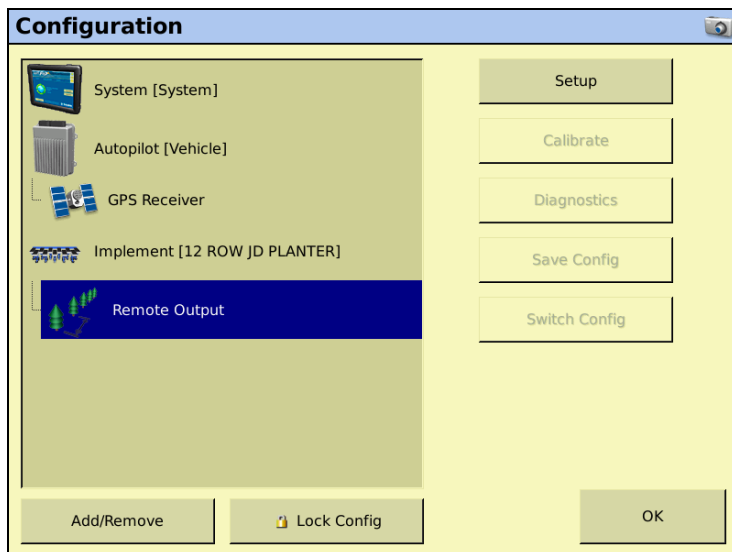 Configuration
System [System]
Setup
Autopilot [Vehicle]
Calibrate
GPS Receiver
Diagnostics
Implement [12 ROW JD PLANTER]
Save Config
Remote Output
Switch Config
Add/Remove
Lock Config
OK